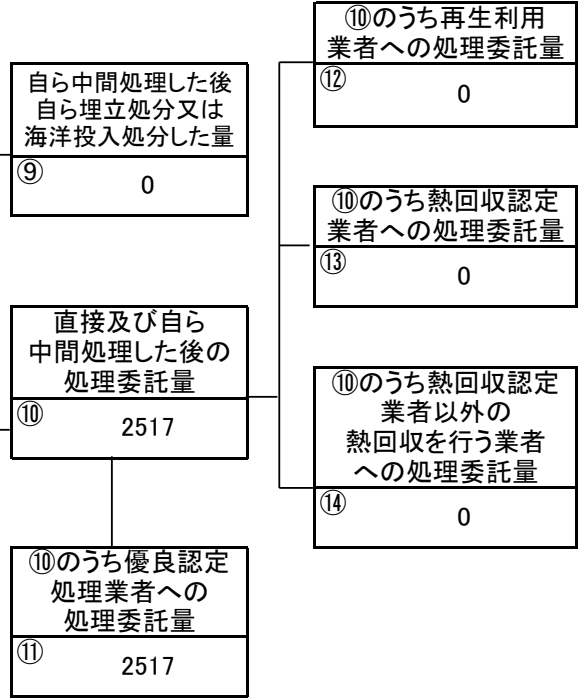 自ら中間処理した後
自ら埋立処分又は
海洋投入処分した量
⑨
0
直接及び自ら
中間処理した後の
処理委託量
⑩
2517
⑩のうち優良認定
処理業者への
処理委託量
⑪
2517
⑩のうち再生利用
業者への処理委託量
⑫
0
⑩のうち熱回収認定
業者への処理委託量
⑬
0
⑩のうち熱回収認定
業者以外の
熱回収を行う業者
への処理委託量
⑭
0